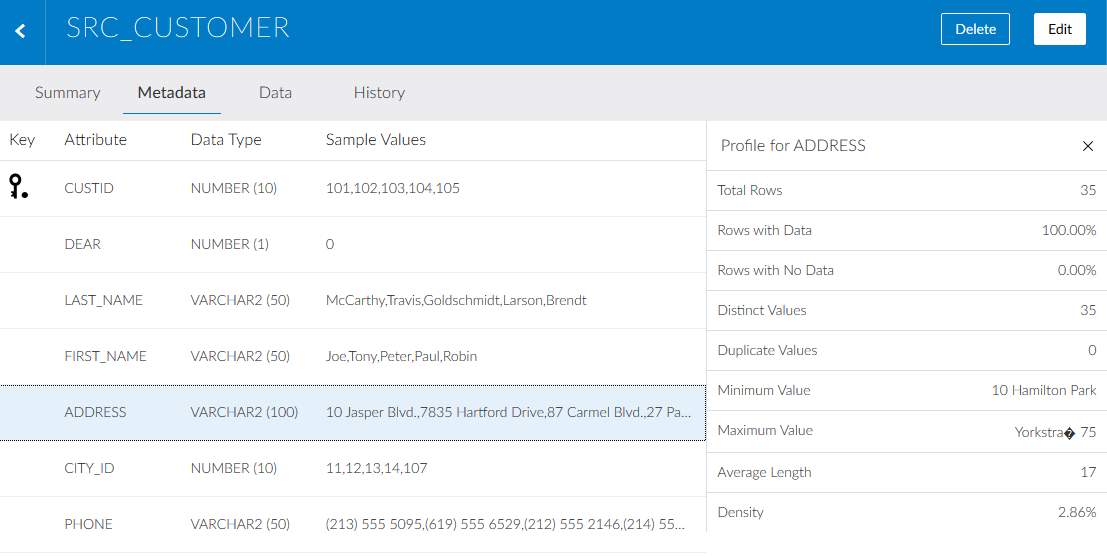 SRC_CUSTOMER
Delete Edit
Summary Metadata Data History
Key Attribute Data Type Sample Values
CUSTID NUMBER (10) 101,102,103,104,105
DEAR NUMBER (1) 0
LAST_NAME VARCHAR2 (50) McCarthy,Travis,Goldschmidt,Larson,Brendt
FIRST_NAME VARCHAR2 (50) Joe,Tony,Peter,Paul,Robin
ADDRESS VARCHAR2 (100) 10 Jasper Blvd.,7835 Hartford Drive,87 Carmel Blvd.,27 Pa...
CITY_ID NUMBER (10) 11,12,13,14,107
PHONE VARCHAR2 (50) (213) 555 5095,(619) 555 6529,(212) 555 2146,(214) 55...
Profile for ADDRESS
Total Rows 35
Rows with Data 100.00%
Rows with No Data 0.00%
Distinct Values 35
Duplicate Values 0
Minimum Value 10 Hamilton Park
Maximum Value Yorkstra� 75
Average Length 17
Density 2.86%